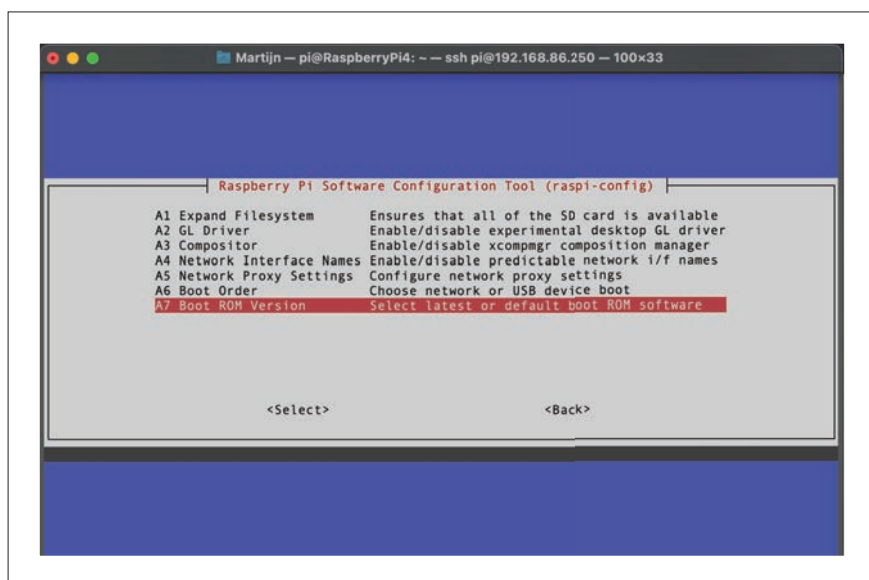 Martijn — pi@RaspberryPi4: ~ — ssh pi@192.168.86.250 — 100×33
Raspberry Pi Software Configuration Tool (raspi-config)
A1 Expand Filesystem Ensures that all of the SD card is available
A2 GL Driver Enable/disable experimental desktop GL driver
A3 Compositor Enable/disable xcompmgr composition manager
A4 Network Interface Names Enable/disable predictable network i/f names
A5 Network Proxy Settings Configure network proxy settings
A6 Boot Order Choose network or USB device boot
A7 Boot ROM Version Select latest or default boot ROM software
<Select> <Back>